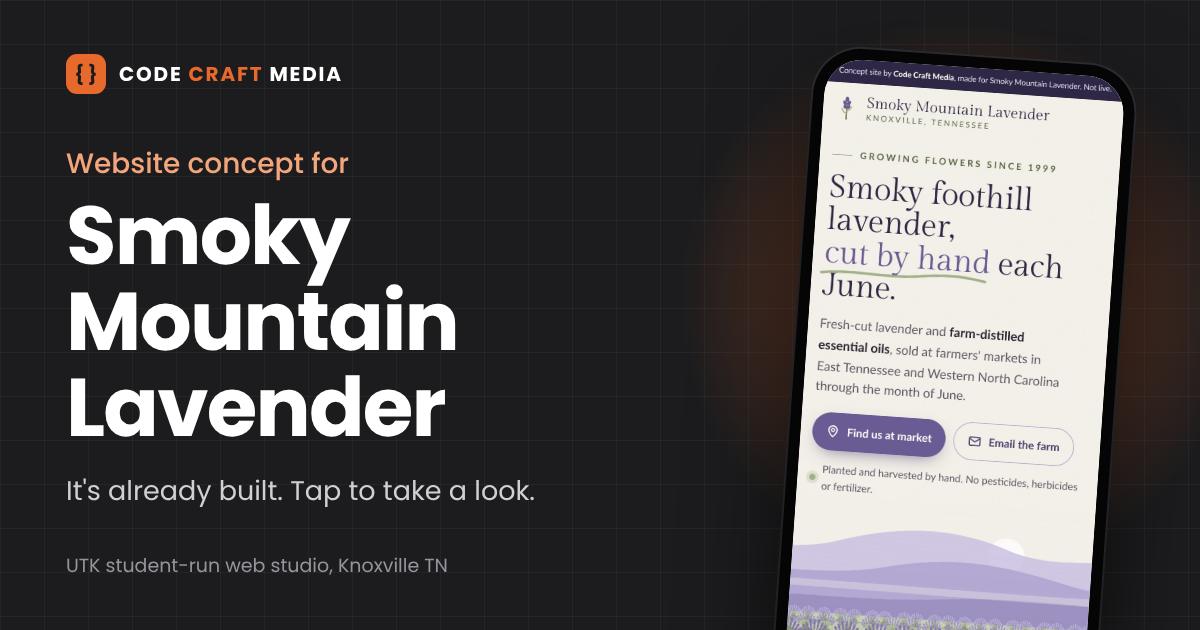 { } CODE CRAFT MEDIA
Website concept for
Smoky
Mountain
Lavender
It's already built. Tap to take a look.
UTK student-run web studio, Knoxville TN
Concept site by Code Craft Media, made for Smoky Mountain Lavender. Not live.
Smoky Mountain Lavender
KNOXVILLE, TENNESSEE
GROWING FLOWERS SINCE 1999
Smoky foothill
lavender,
cut by hand each
June.
Fresh-cut lavender and farm-distilled
essential oils, sold at farmers' markets in
East Tennessee and Western North Carolina
through the month of June.
Find us at market
Email the farm
Planted and harvested by hand. No pesticides, herbicides
or fertilizer.